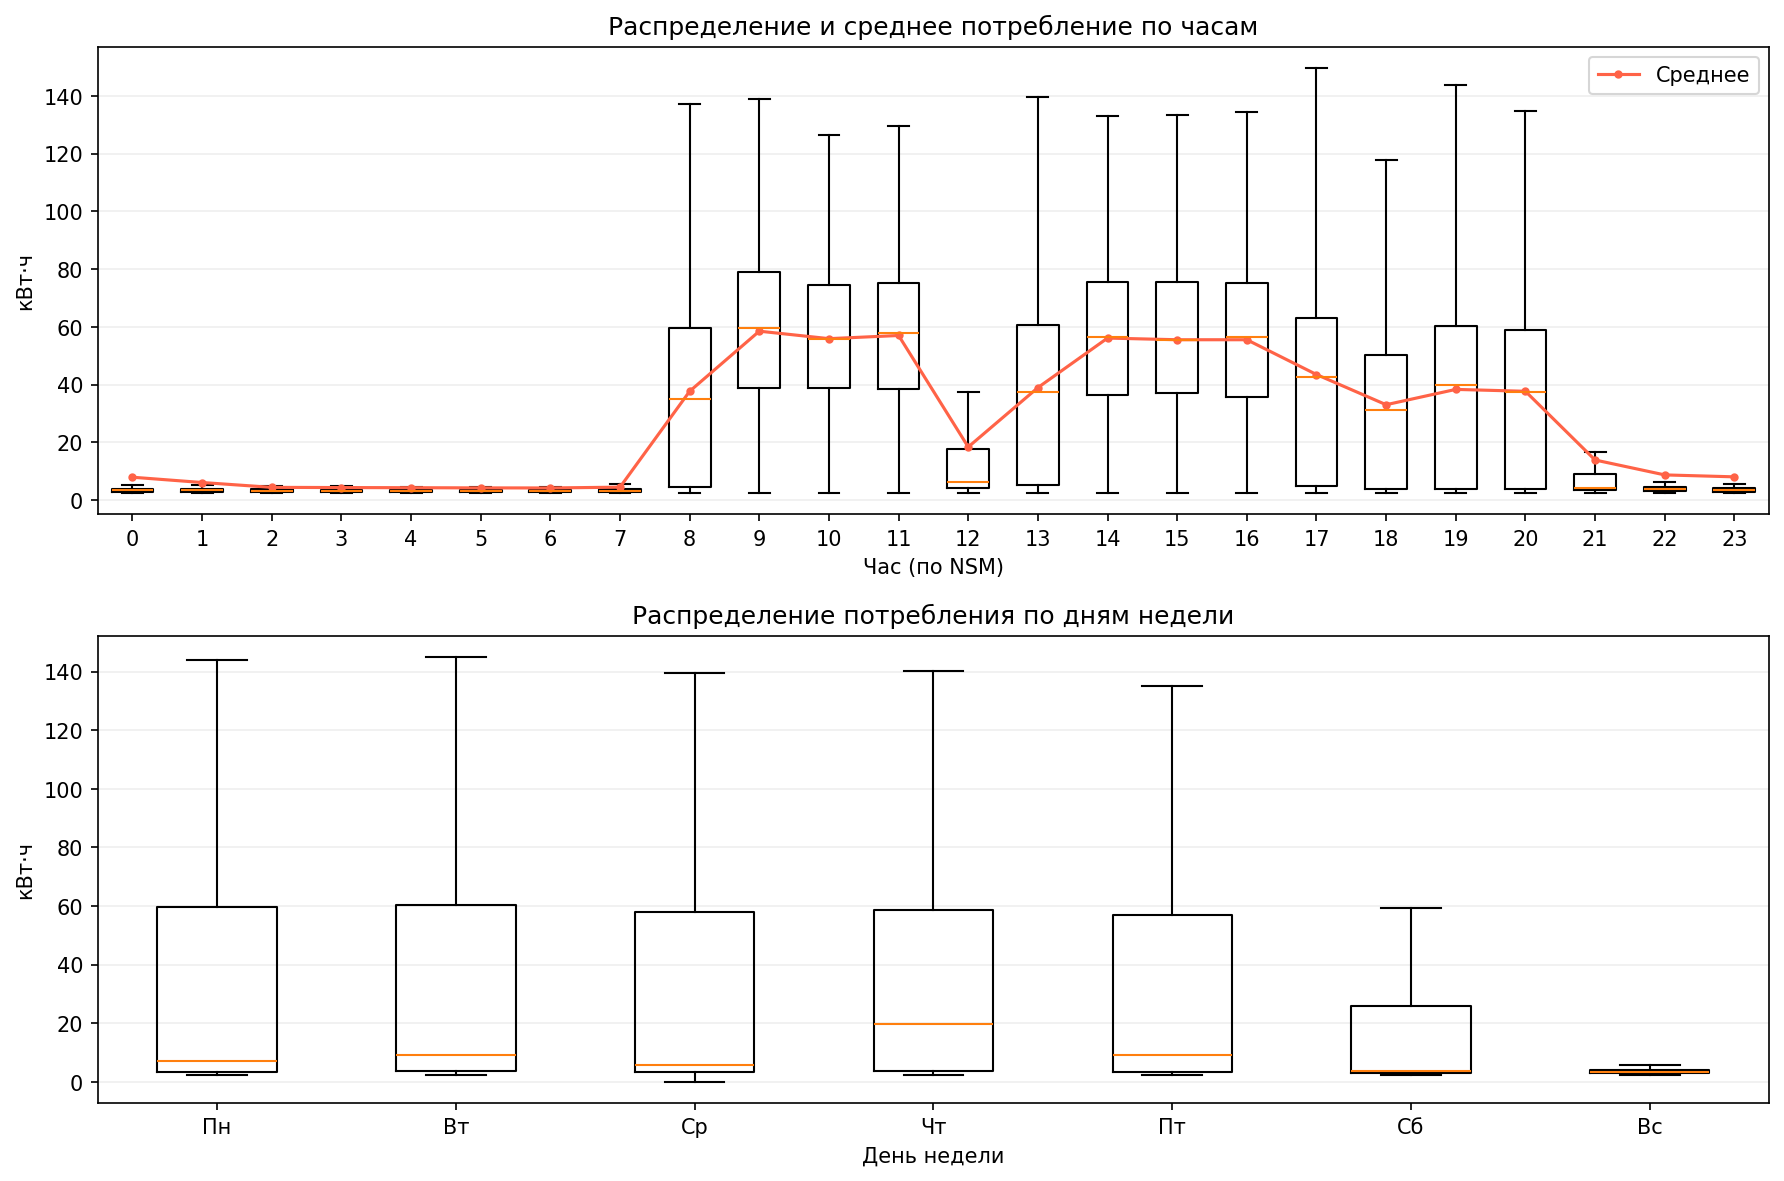 Распределение и среднее потребление по часам
Среднее
140
120
100
80
60
40
20
0
кВт·ч
0 1 2 3 4 5 6 7 8 9 10 11 12 13 14 15 16 17 18 19 20 21 22 23
Час (по NSM)
Распределение потребления по дням недели
140
120
100
80
60
40
20
0
кВт·ч
Пн Вт Ср Чт Пт Сб Вс
День недели